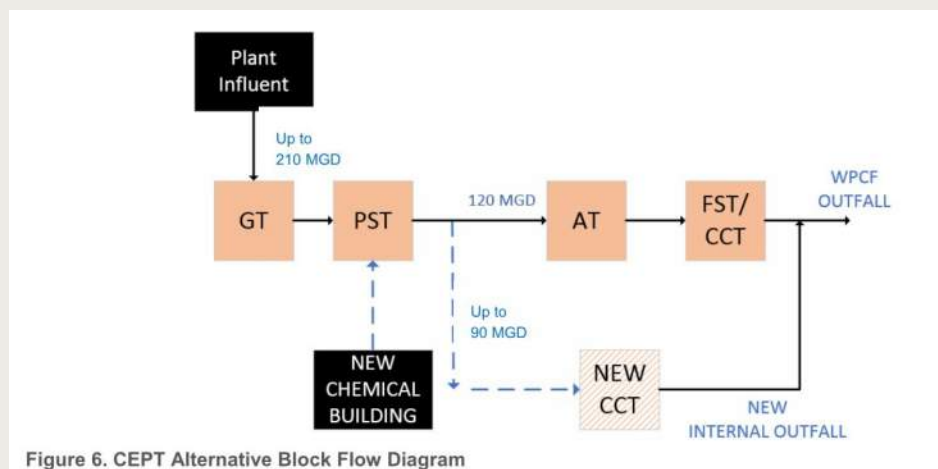 Plant
Influent
Up to
210 MGD
GT
PST
120 MGD
AT
FST/
CCT
WPCF
OUTFALL
Up to
90 MGD
NEW
CHEMICAL
BUILDING
NEW
CCT
NEW
INTERNAL OUTFALL
Figure 6. CEPT Alternative Block Flow Diagram